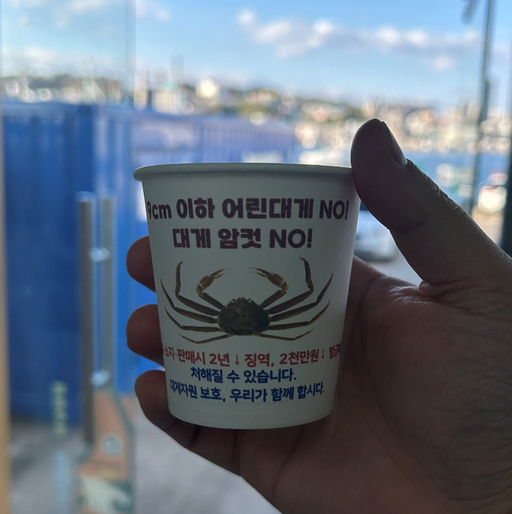 9cm 이하 어린대게 NO!
대게 암컷 NO!
소지·판매시 2년↓ 징역, 2천만원↓ 벌금에
처해질 수 있습니다.
대게자원 보호, 우리가 함께 합시다.